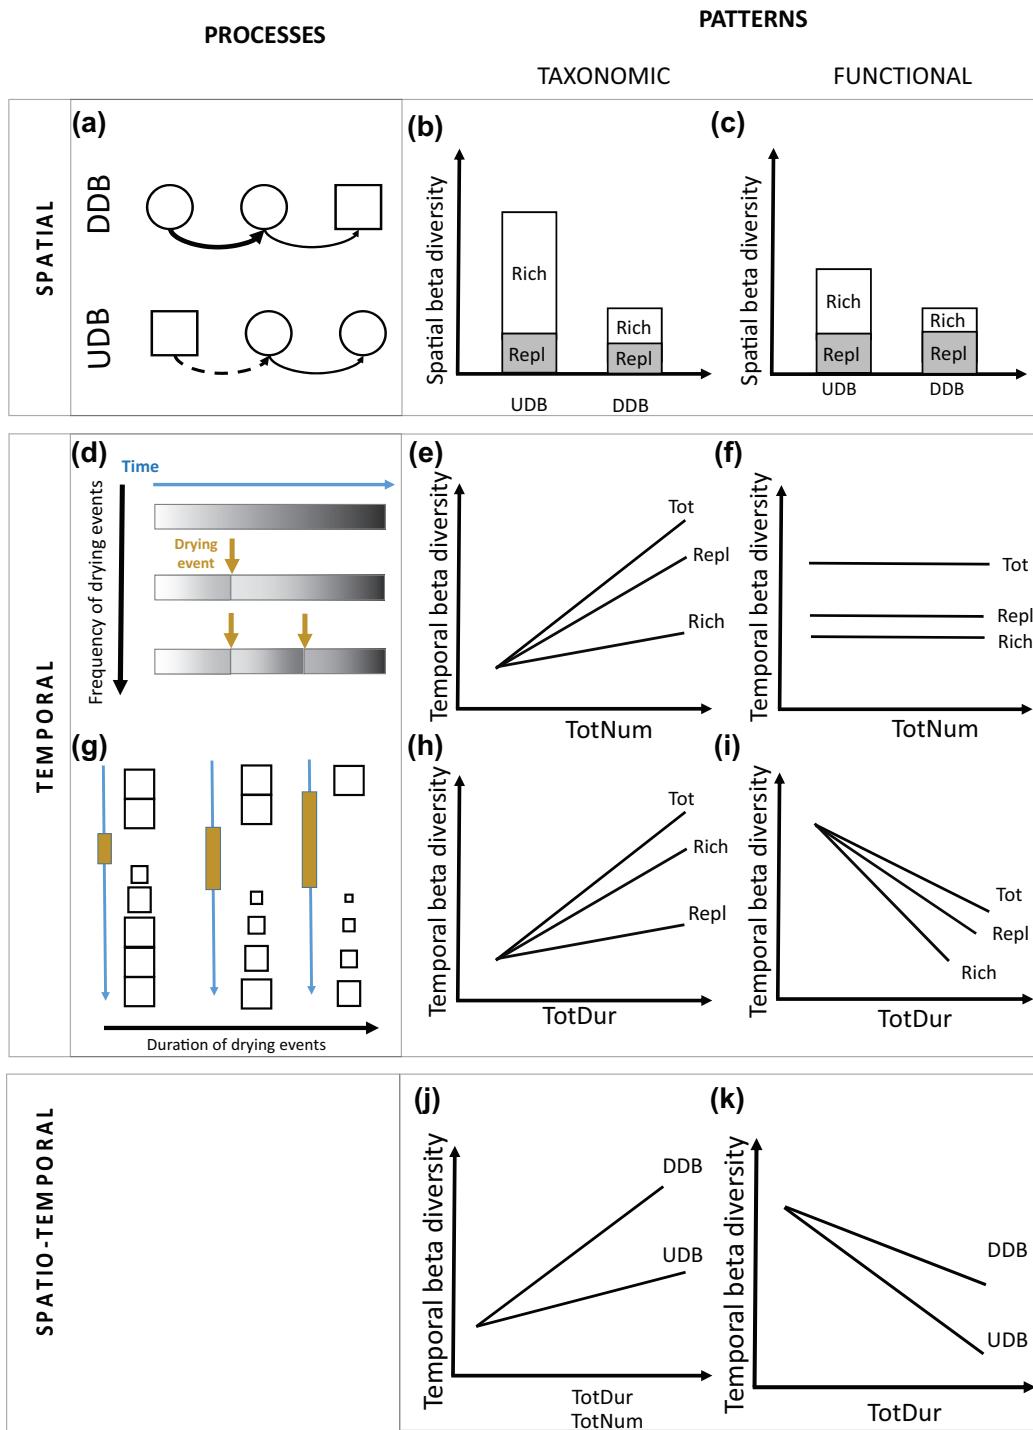 PROCESSES
PATTERNS
TAXONOMIC
FUNCTIONAL
SPATIAL
(a)
DDB
UDB
(b)
Spatial beta diversity
Rich
Repl
Rich
Repl
UDB
DDB
(c)
Spatial beta diversity
Rich
Repl
Rich
Repl
UDB
DDB
TEMPORAL
(d)
Time
Frequency of drying events
Drying
event
(e)
Temporal beta diversity
Tot
Repl
Rich
TotNum
(f)
Temporal beta diversity
Tot
Repl
Rich
TotNum
(g)
Duration of drying events
(h)
Temporal beta diversity
Tot
Rich
Repl
TotDur
(i)
Temporal beta diversity
Tot
Repl
Rich
TotDur
SPATIO-TEMPORAL
(j)
Temporal beta diversity
DDB
UDB
TotDur
TotNum
(k)
Temporal beta diversity
DDB
UDB
TotDur